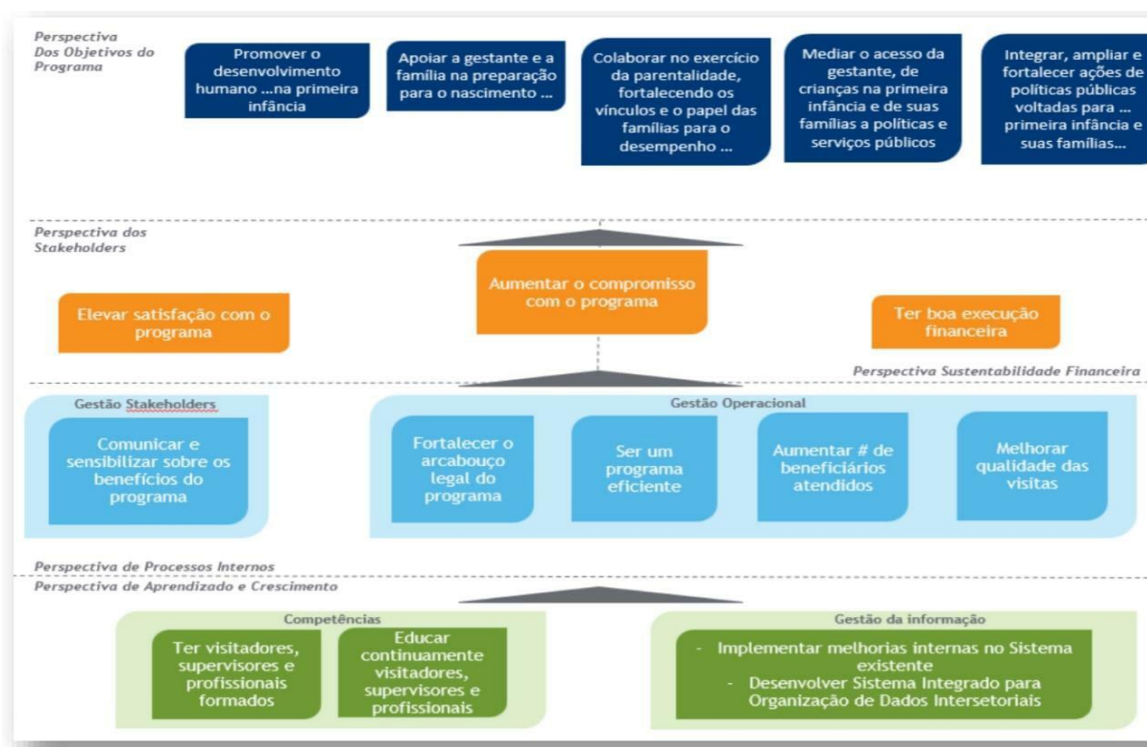 Perspectiva
Dos Objetivos do
Programa
Promover o
desenvolvimento
humano ...na primeira
infância
Apoiar a gestante e a
família na preparação
para o nascimento ...
Colaborar no exercício
da parentalidade,
fortalecendo os
vínculos e o papel das
famílias para o
desempenho ...
Mediar o acesso da
gestante, de
crianças na primeira
infância e de suas
famílias a políticas e
serviços públicos
Integrar, ampliar e
fortalecer ações de
políticas públicas
voltadas para ...
primeira infância e
suas famílias...
Perspectiva dos
Stakeholders
Elevar satisfação com o
programa
Aumentar o compromisso
com o programa
Ter boa execução
financeira
Perspectiva Sustentabilidade Financeira
Gestão Stakeholders
Comunicar e
sensibilizar sobre os
benefícios do
programa
Gestão Operacional
Fortalecer o
arcabouço
legal do
programa
Ser um
programa
eficiente
Aumentar # de
beneficiários
atendidos
Melhorar
qualidade das
visitas
Perspectiva de Processos Internos
Perspectiva de Aprendizado e Crescimento
Competências
Ter visitadores,
supervisores e
profissionais
formados
Educar
continuamente
visitadores,
supervisores e
profissionais
Gestão da informação
- Implementar melhorias internas no Sistema
existente
- Desenvolver Sistema Integrado para
Organização de Dados Intersetoriais